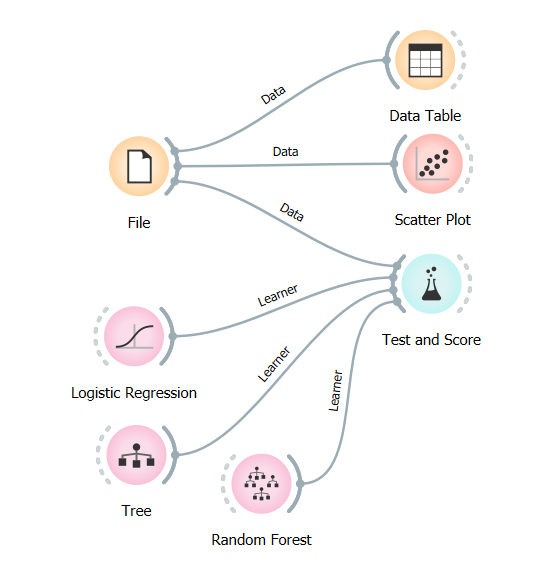 Data
Data Table
Data
Scatter Plot
File
Data
Learner
Test and Score
Logistic Regression
Learner
Learner
Tree
Random Forest